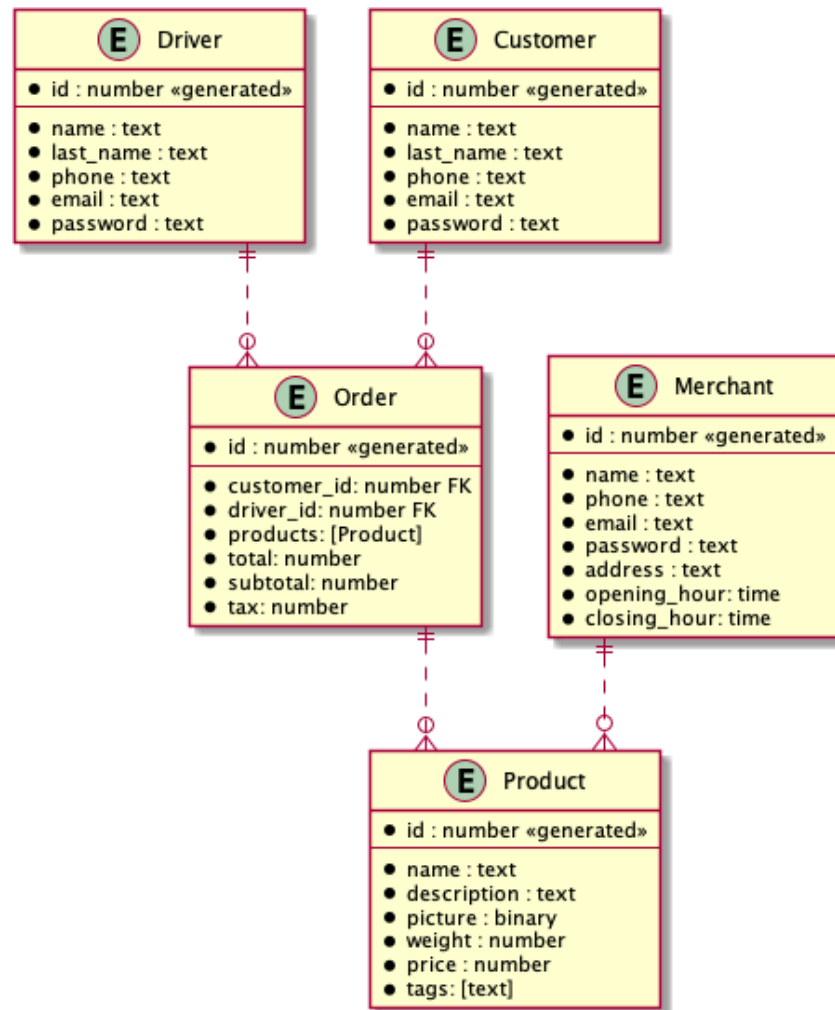 E Driver
id : number «generated»
name : text
last_name : text
phone : text
email : text
password : text
E Customer
id : number «generated»
name : text
last_name : text
phone : text
email : text
password : text
E Order
id : number «generated»
customer_id: number FK
driver_id: number FK
products: [Product]
total: number
subtotal: number
tax: number
E Merchant
id : number «generated»
name : text
phone : text
email : text
password : text
address : text
opening_hour: time
closing_hour: time
E Product
id : number «generated»
name : text
description : text
picture : binary
weight : number
price : number
tags: [text]